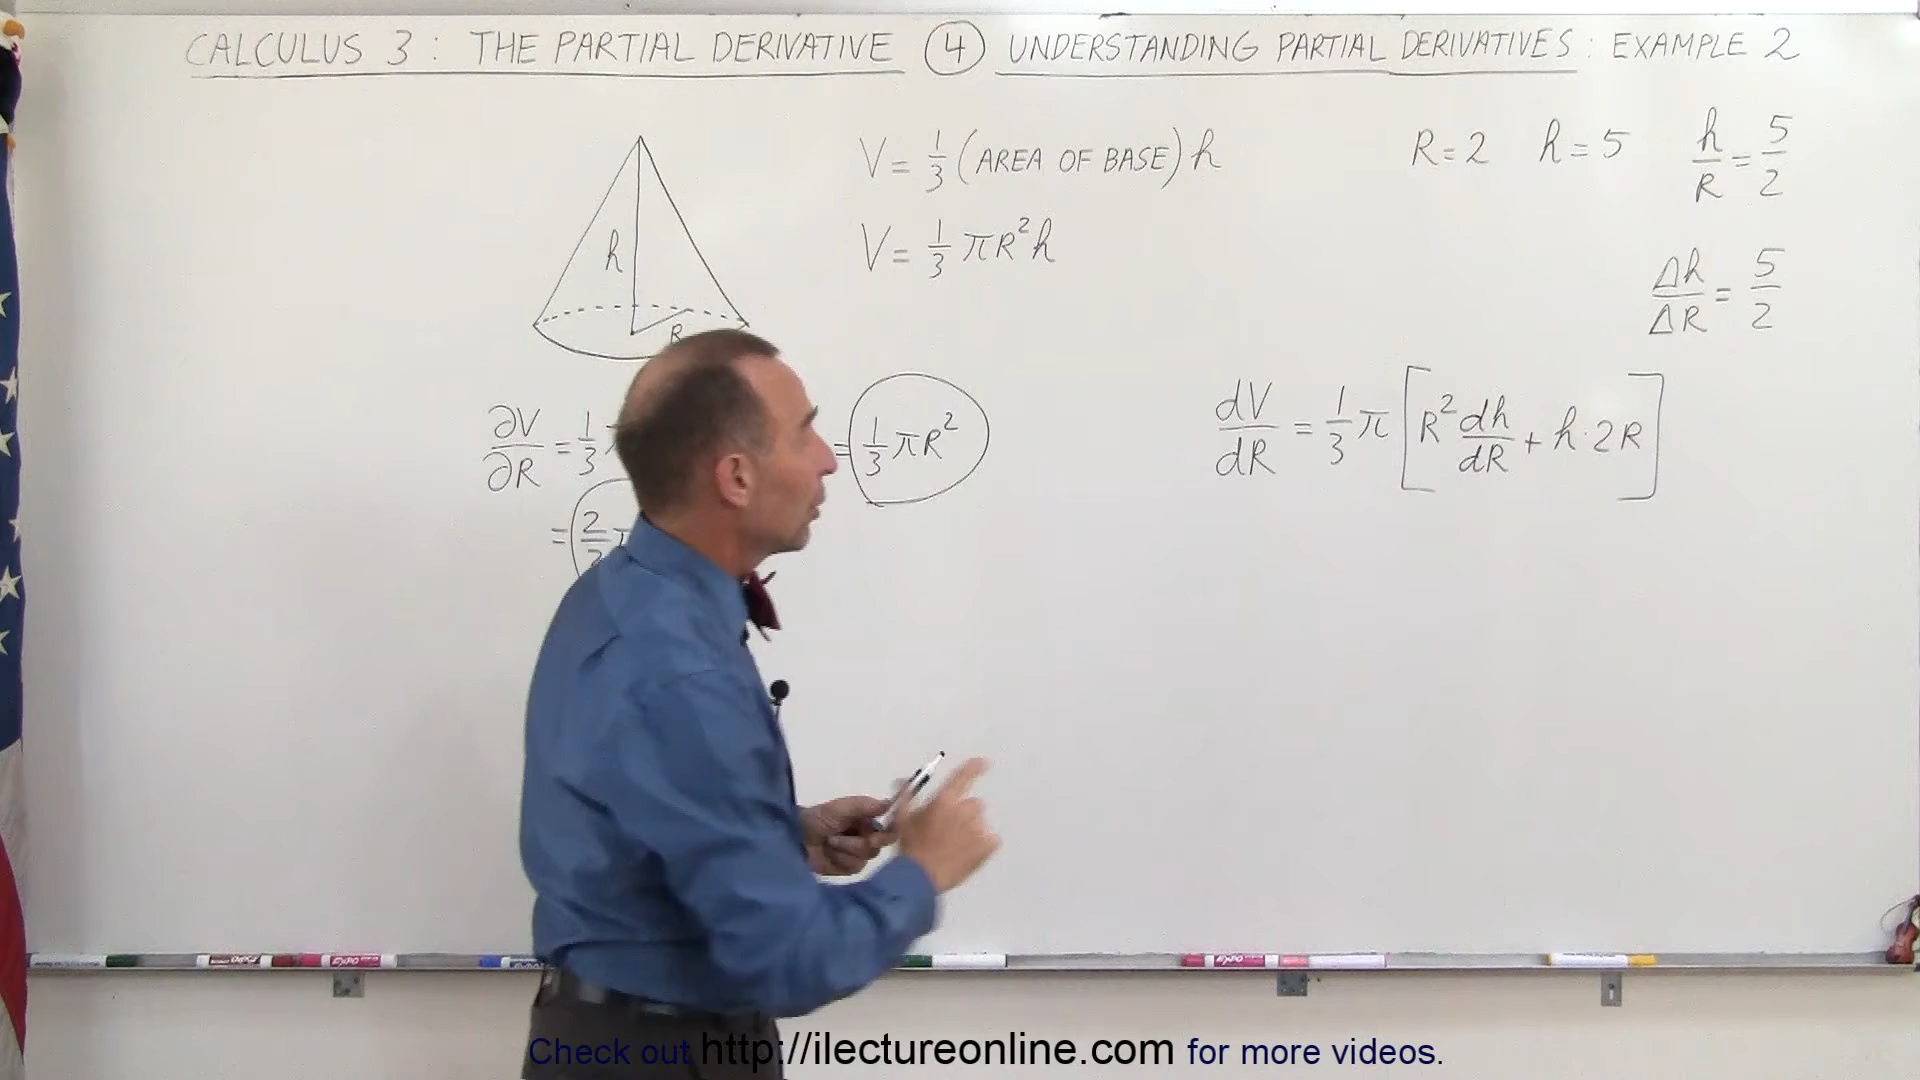 CALCULUS 3 : THE PARTIAL DERIVATIVE ④ UNDERSTANDING PARTIAL DERIVATIVES : EXAMPLE 2
V = 1/3 (AREA OF BASE) h
V = 1/3 πR²h
R = 2 h = 5 h/R = 5/2
Δh/ΔR = 5/2
h
R
∂V/∂R = 1/3
= 1/3 πR²
= 2
dV/dR = 1/3 π [R² dh/dR + h·2R]
Check out http://ilectureonline.com for more videos.